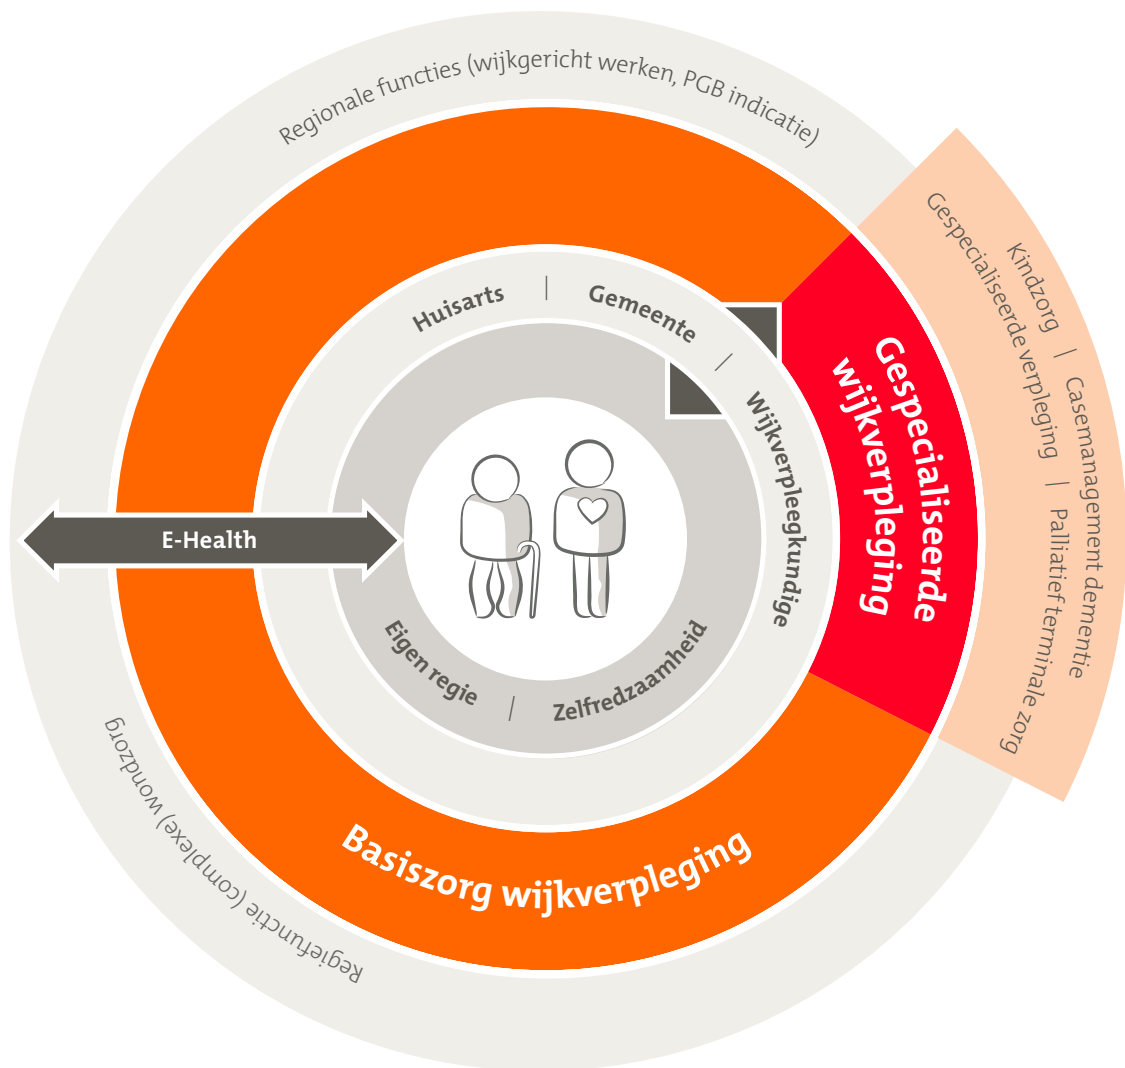 Regionale functies (wijkgericht werken, PGB indicatie)
Huisarts | Gemeente | Wijkverpleegkundige
Gespecialiseerde
wijkverpleging
Kindzorg | Casemanagement dementie
Gespecialiseerde verpleging | Palliatief terminale zorg
E-Health
Eigen regie | Zelfredzaamheid
Basiszorg wijkverpleging
Regiefunctie (complexe) wondzorg